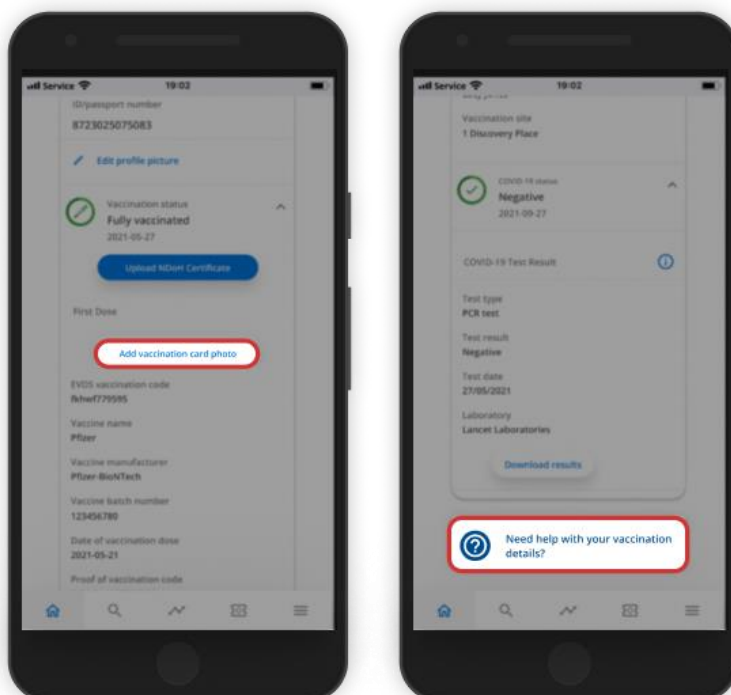 Service
19:02
ID/passport number
8723025075083
Edit profile picture
Vaccination status
Fully vaccinated
2021-05-27
Upload NDoH Certificate
First Dose
Add vaccination card photo
EVDS vaccination code
fkhwf779595
Vaccine name
Pfizer
Vaccine manufacturer
Pfizer-BioNTech
Vaccine batch number
123456780
Date of vaccination dose
2021-05-21
Proof of vaccination code
Service
19:02
Vaccination site
1 Discovery Place
COVID-19 status
Negative
2021-09-27
COVID-19 Test Result
Test type
PCR test
Test result
Negative
Test date
27/05/2021
Laboratory
Lancet Laboratories
Download results
Need help with your vaccination
details?